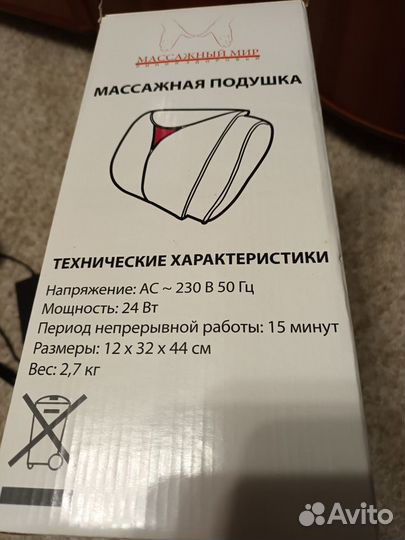 МАССАЖНЫЙ МИР
МАССАЖНАЯ ПОДУШКА
ТЕХНИЧЕСКИЕ ХАРАКТЕРИСТИКИ
Напряжение: AC ~ 230 В 50 Гц
Мощность: 24 Вт
Период непрерывной работы: 15 минут
Размеры: 12 x 32 x 44 см
Вес: 2,7 кг
Avito